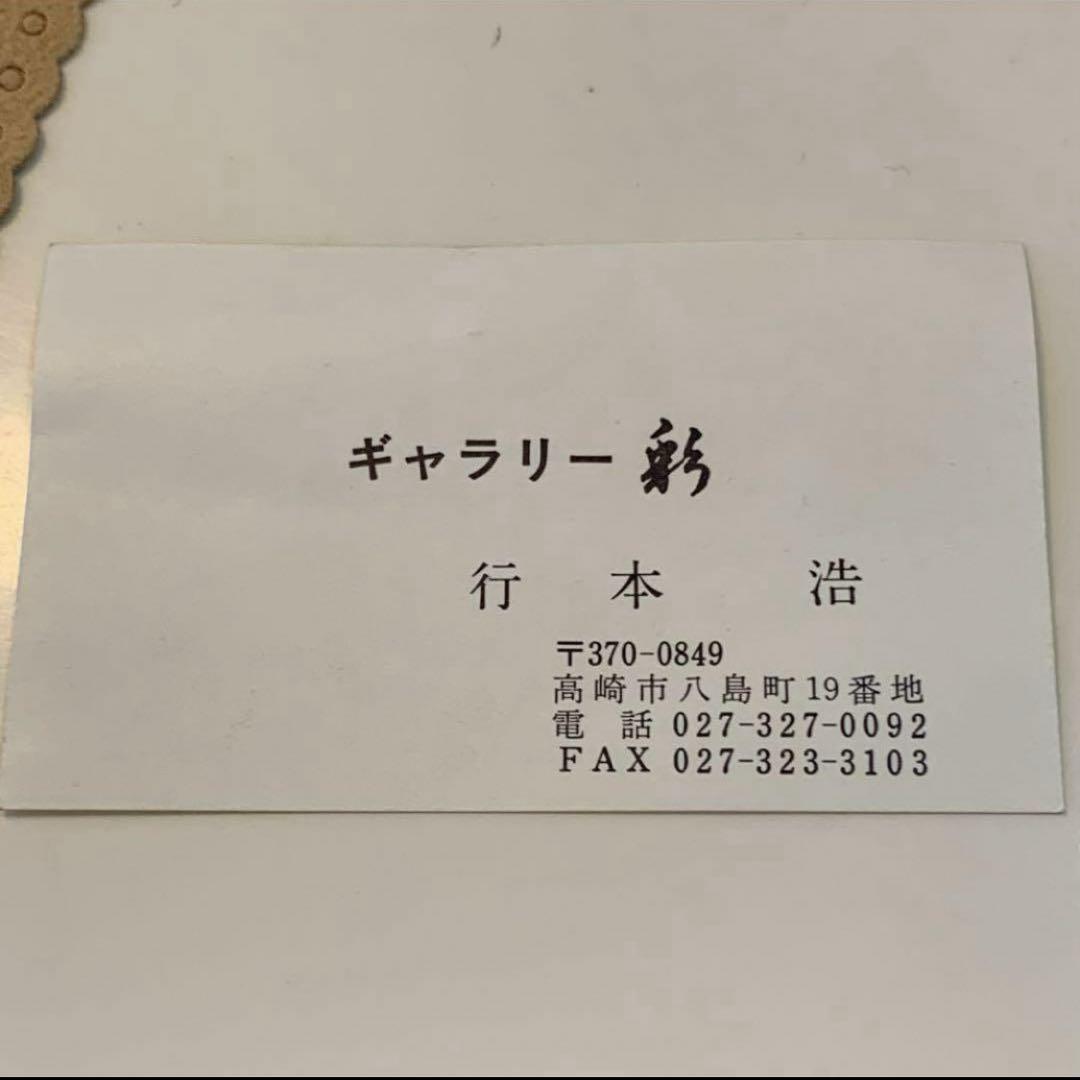 ギャラリー 彩
行本 浩
〒370-0849
高崎市八島町19番地
電話 027-327-0092
FAX 027-323-3103